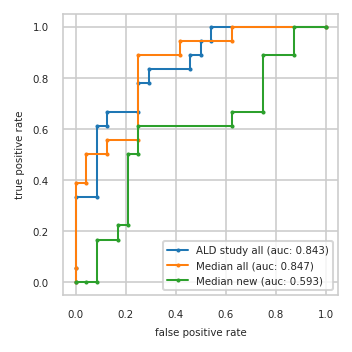 1.0
0.8
0.6
0.4
0.2
0.0
true positive rate
ALD study all (auc: 0.843)
Median all (auc: 0.847)
Median new (auc: 0.593)
0.0 0.2 0.4 0.6 0.8 1.0
false positive rate